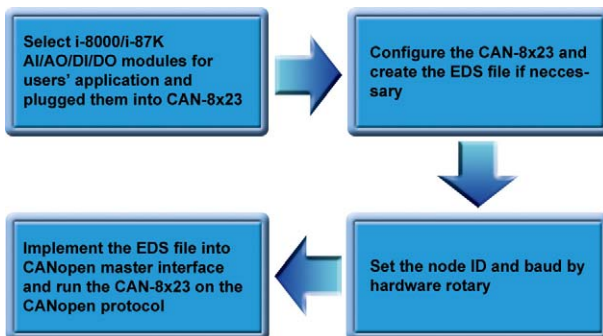 Select i-8000/i-87K
AI/AO/DI/DO modules for
users' application and
plugged them into CAN-8x23
Configure the CAN-8x23 and
create the EDS file if necces-
sary
Set the node ID and baud by
hardware rotary
Implement the EDS file into
CANopen master interface
and run the CAN-8x23 on the
CANopen protocol